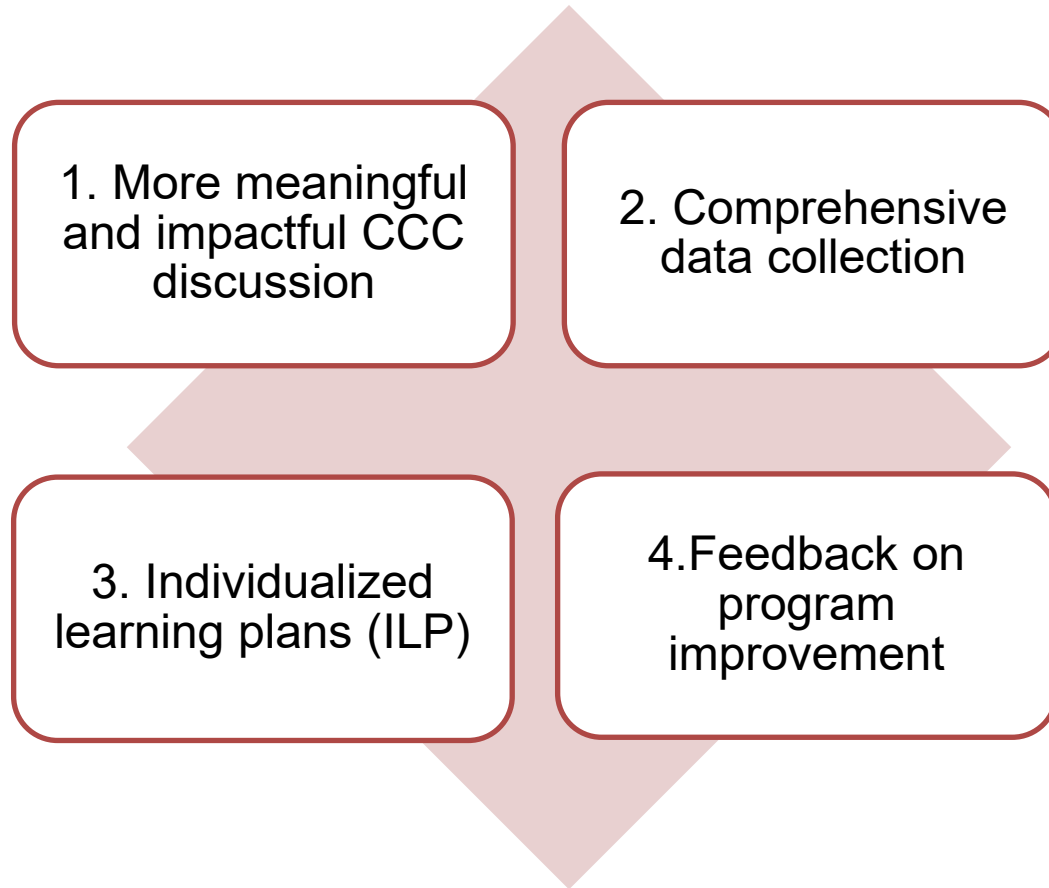 1. More meaningful
and impactful CCC
discussion
2. Comprehensive
data collection
3. Individualized
learning plans (ILP)
4.Feedback on
program
improvement